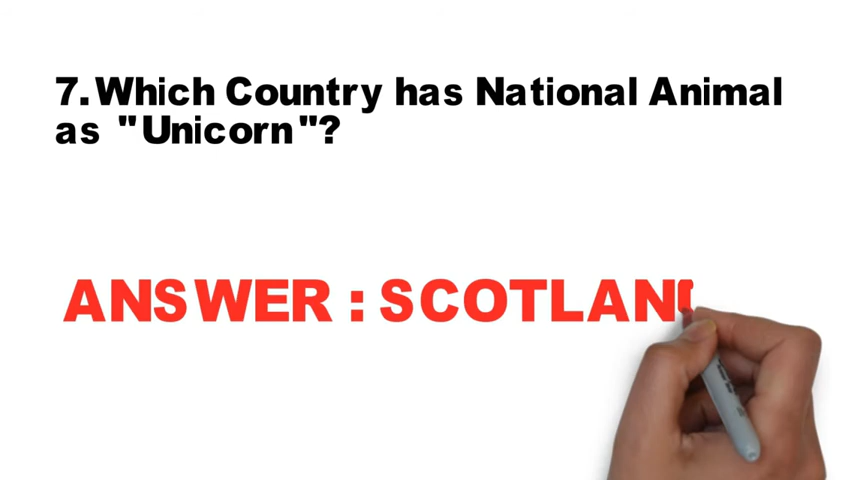 7. Which Country has National Animal
as "Unicorn"?
ANSWER : SCOTLAN